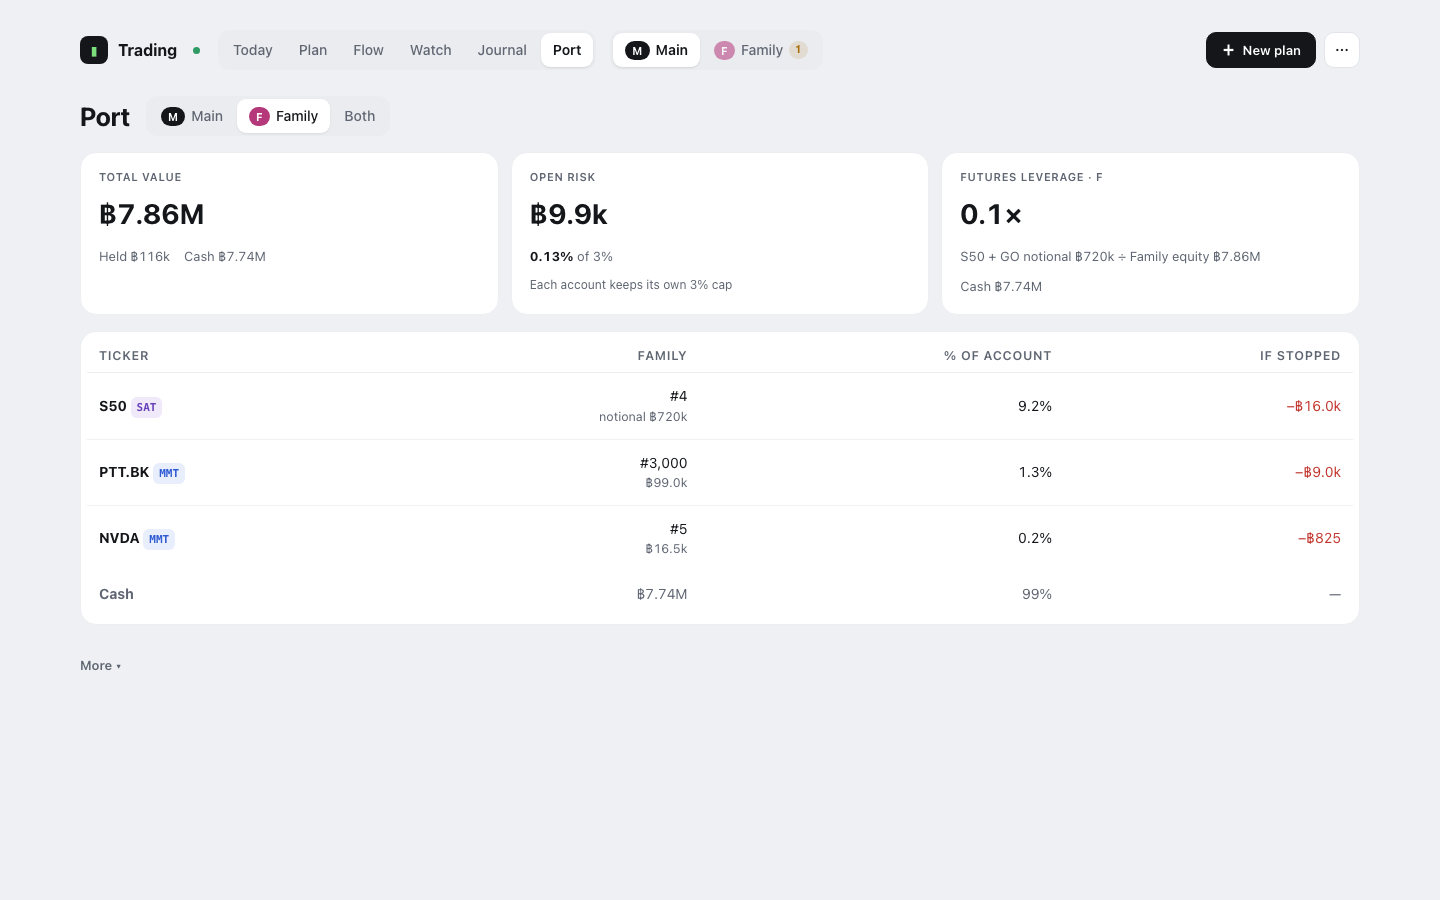 Trading
Today Plan Flow Watch Journal Port
M Main F Family 1
+ New plan ···
Port
M Main F Family Both
TOTAL VALUE
฿7.86M
Held ฿116k Cash ฿7.74M
OPEN RISK
฿9.9k
0.13% of 3%
Each account keeps its own 3% cap
FUTURES LEVERAGE · F
0.1×
S50 + GO notional ฿720k ÷ Family equity ฿7.86M
Cash ฿7.74M
TICKER FAMILY % OF ACCOUNT IF STOPPED
S50 SAT #4 9.2% −฿16.0k
notional ฿720k
PTT.BK MMT #3,000 1.3% −฿9.0k
฿99.0k
NVDA MMT #5 0.2% −฿825
฿16.5k
Cash ฿7.74M 99% —
More ▾